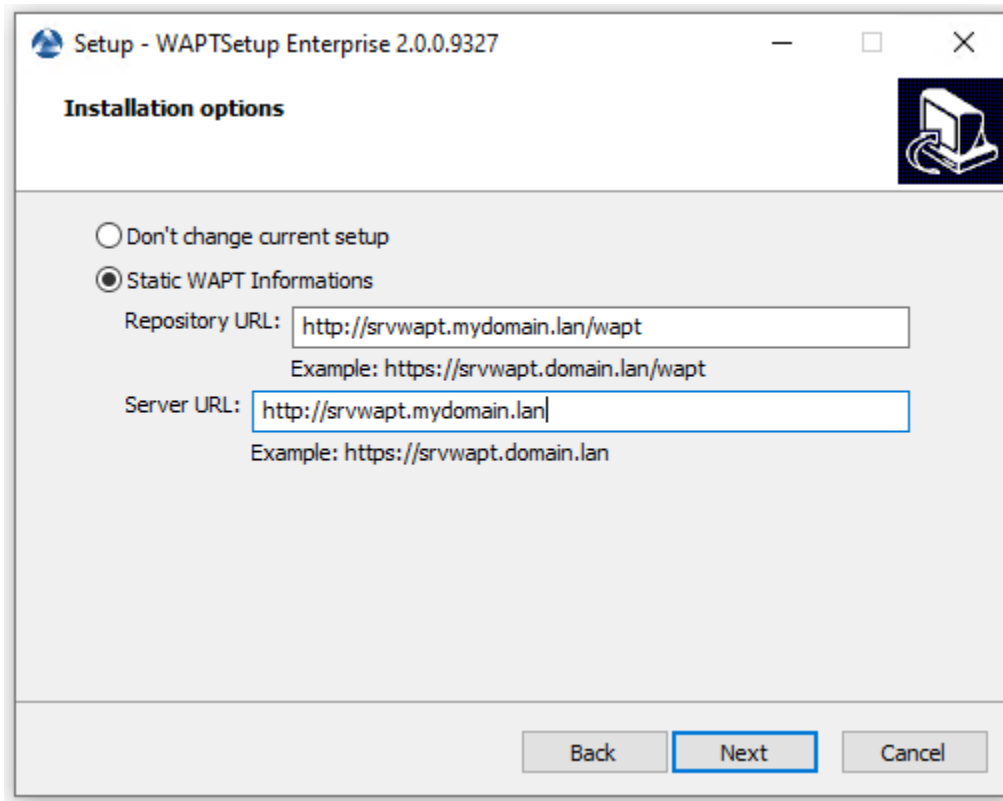 Setup - WAPTSetup Enterprise 2.0.0.9327
Installation options
Don't change current setup
Static WAPT Informations
Repository URL: http://srvwapt.mydomain.lan/wapt
Example: https://srvwapt.domain.lan/wapt
Server URL: http://srvwapt.mydomain.lan
Example: https://srvwapt.domain.lan
Back Next Cancel